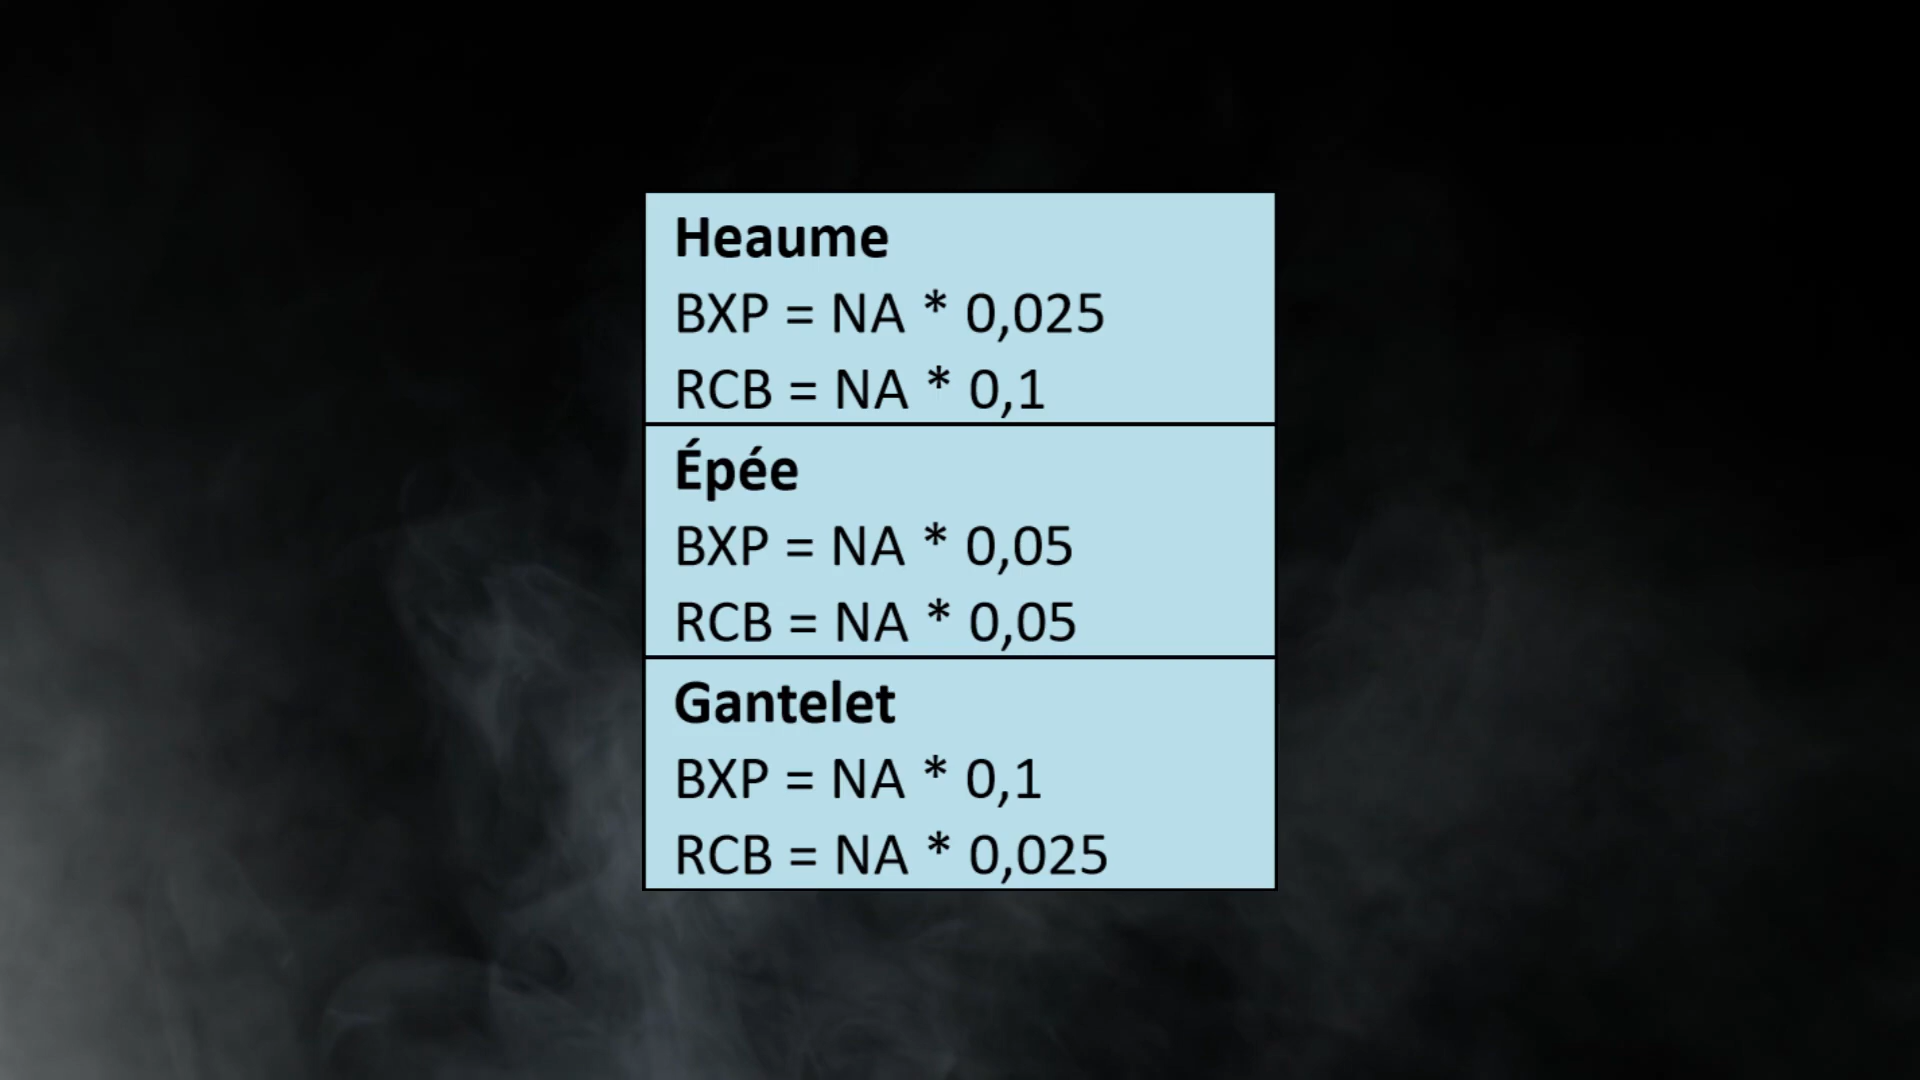 Heaume
BXP = NA * 0,025
RCB = NA * 0,1
Épée
BXP = NA * 0,05
RCB = NA * 0,05
Gantelet
BXP = NA * 0,1
RCB = NA * 0,025